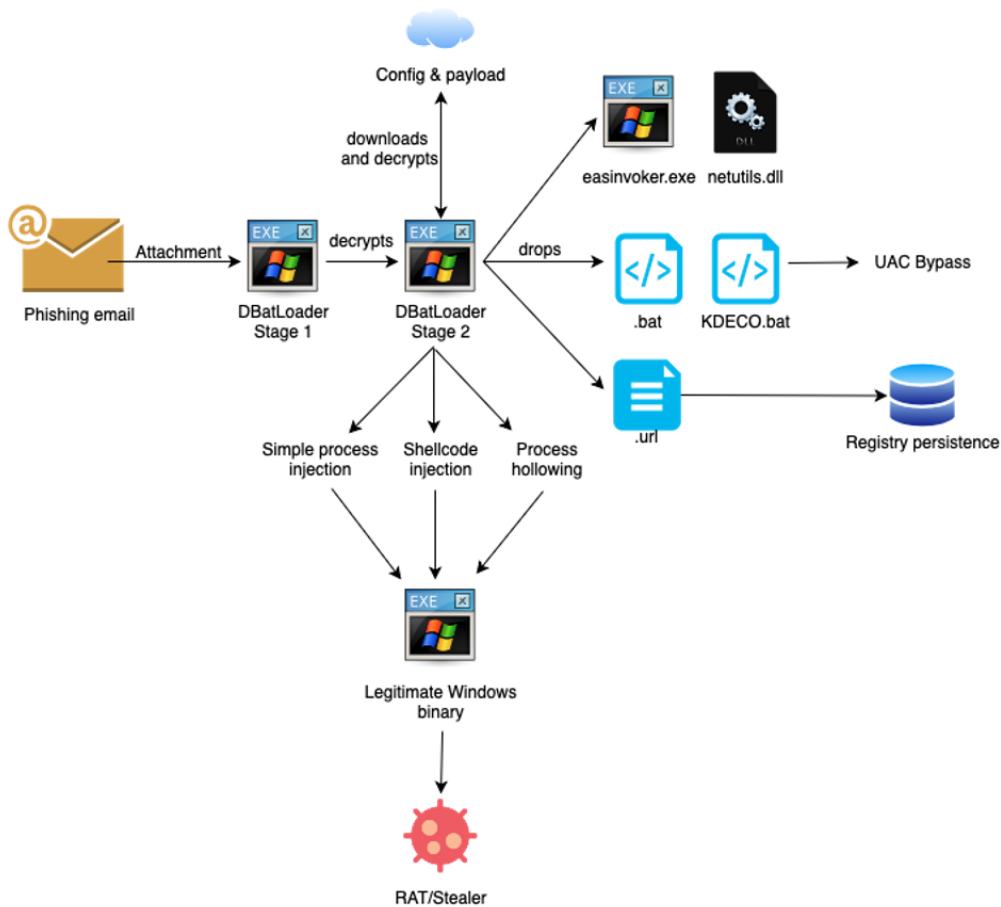 Config & payload
downloads
and decrypts
EXE
easinvoker.exe
DLL
netutils.dll
@
Phishing email
Attachment
EXE
DBatLoader
Stage 1
decrypts
EXE
DBatLoader
Stage 2
drops
</>
.bat
</>
KDECO.bat
UAC Bypass
.url
Registry persistence
Simple process
injection
Shellcode
injection
Process
hollowing
EXE
Legitimate Windows
binary
RAT/Stealer